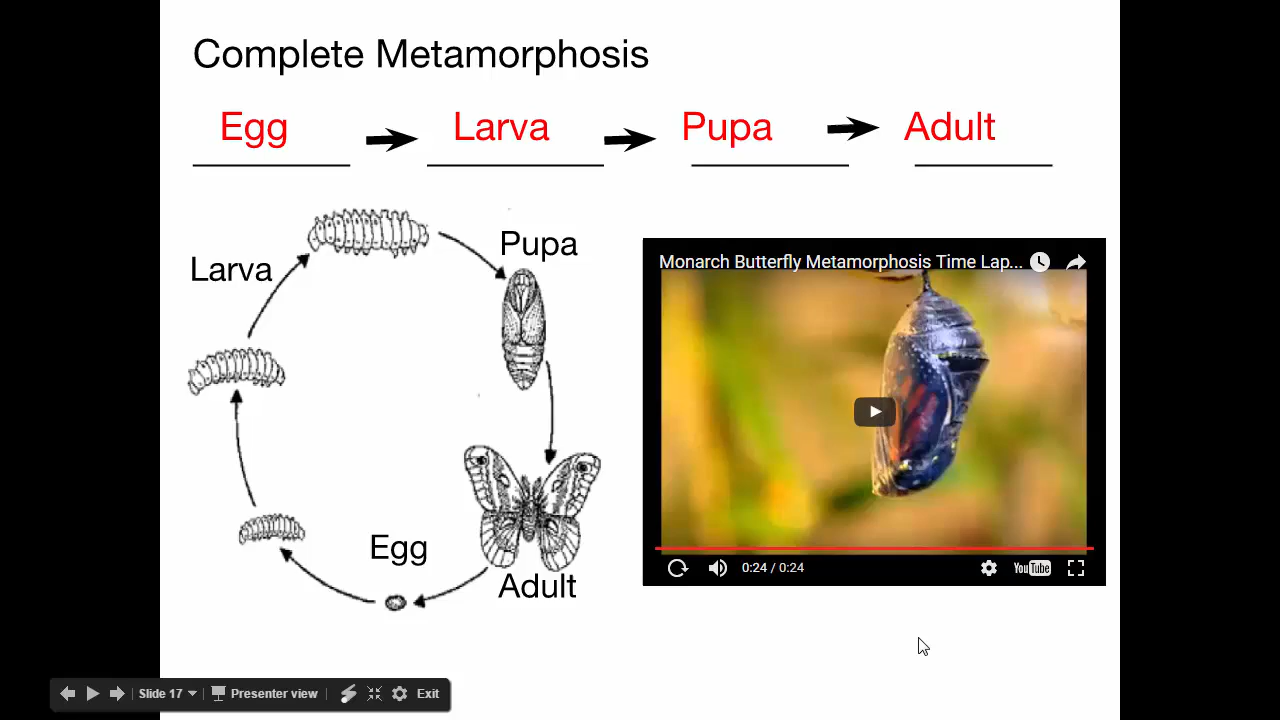 Complete Metamorphosis
Egg Larva Pupa Adult
Pupa
Larva
Egg
Adult
Monarch Butterfly Metamorphosis Time Lap...
0:24 / 0:24 YouTube
Slide 17 Presenter view Exit